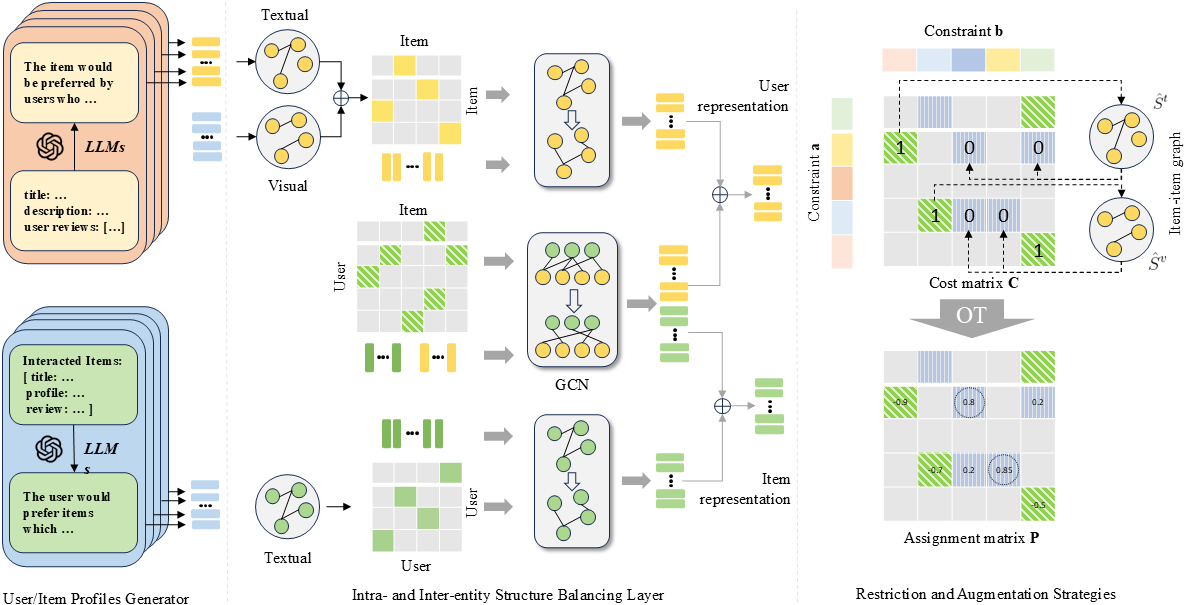 The item would
be preferred by
users who ...
LLMs
title: ...
description: ...
user reviews: [...]
Interacted Items:
[ title: ...
profile: ...
review: ... ]
LLM
s
The user would
prefer items
which ...
User/Item Profiles Generator
Textual
Visual
Item
Item
Item
User
GCN
Textual
User
User
User
representation
Item
representation
Intra- and Inter-entity Structure Balancing Layer
Constraint b
Constraint a
1
0
0
1
0
0
1
Ŝᵗ
Ŝᵛ
Item-item graph
Cost matrix C
OT
-0.9
0.8
0.2
-0.7
0.2
0.85
-0.5
Assignment matrix P
Restriction and Augmentation Strategies